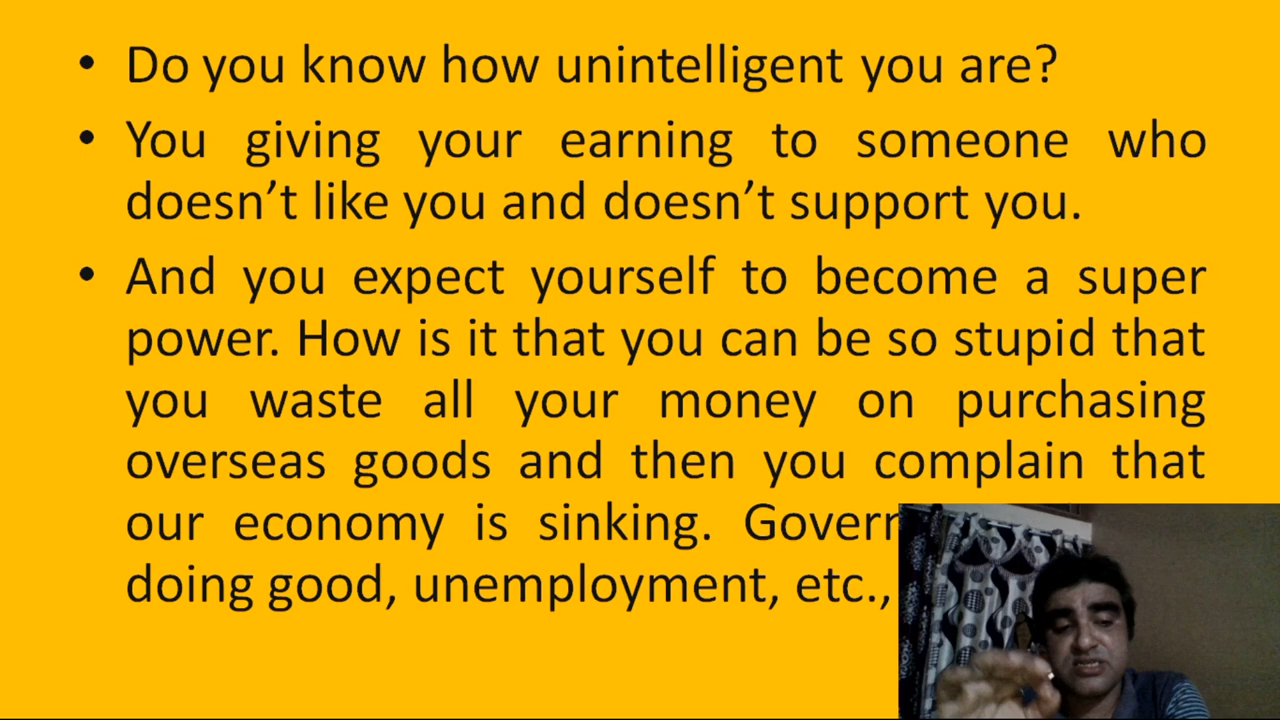 • Do you know how unintelligent you are?
• You giving your earning to someone who
doesn't like you and doesn't support you.
• And you expect yourself to become a super
power. How is it that you can be so stupid that
you waste all your money on purchasing
overseas goods and then you complain that
our economy is sinking.
doing good, unemployment, etc.,